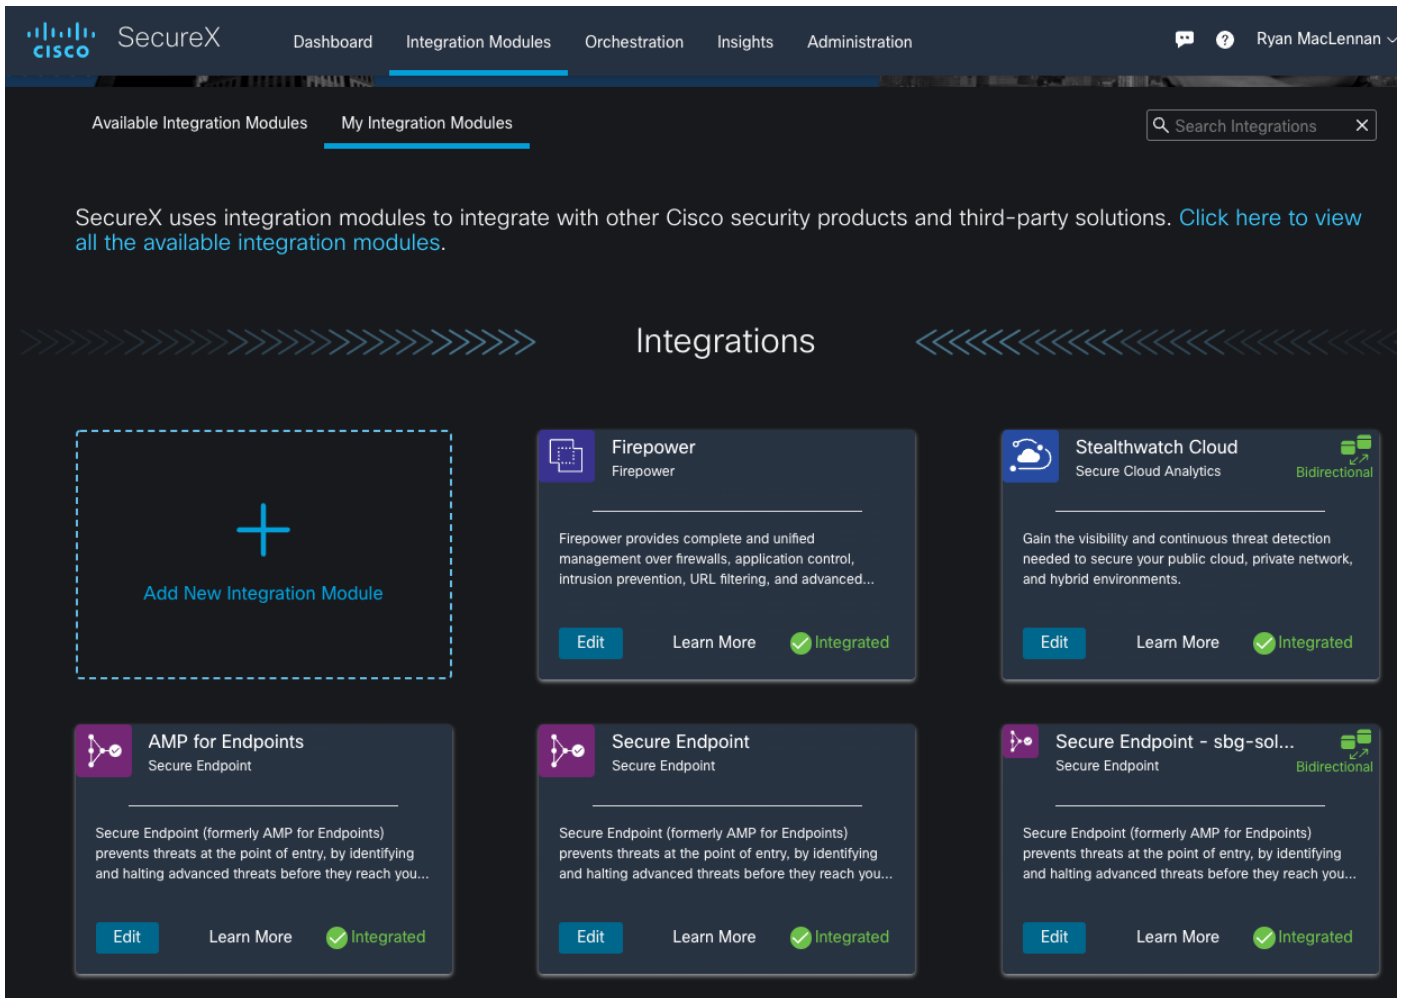 CISCO SecureX Dashboard Integration Modules Orchestration Insights Administration ? Ryan MacLennan
Available Integration Modules My Integration Modules Search Integrations
SecureX uses integration modules to integrate with other Cisco security products and third-party solutions. Click here to view
all the available integration modules.
Integrations
Add New Integration Module
Firepower
Firepower
Firepower provides complete and unified
management over firewalls, application control,
intrusion prevention, URL filtering, and advanced...
Edit Learn More Integrated
Stealthwatch Cloud
Secure Cloud Analytics Bidirectional
Gain the visibility and continuous threat detection
needed to secure your public cloud, private network,
and hybrid environments.
Edit Learn More Integrated
AMP for Endpoints
Secure Endpoint
Secure Endpoint (formerly AMP for Endpoints)
prevents threats at the point of entry, by identifying
and halting advanced threats before they reach you...
Edit Learn More Integrated
Secure Endpoint
Secure Endpoint
Secure Endpoint (formerly AMP for Endpoints)
prevents threats at the point of entry, by identifying
and halting advanced threats before they reach you...
Edit Learn More Integrated
Secure Endpoint - sbg-sol...
Secure Endpoint Bidirectional
Secure Endpoint (formerly AMP for Endpoints)
prevents threats at the point of entry, by identifying
and halting advanced threats before they reach you...
Edit Learn More Integrated